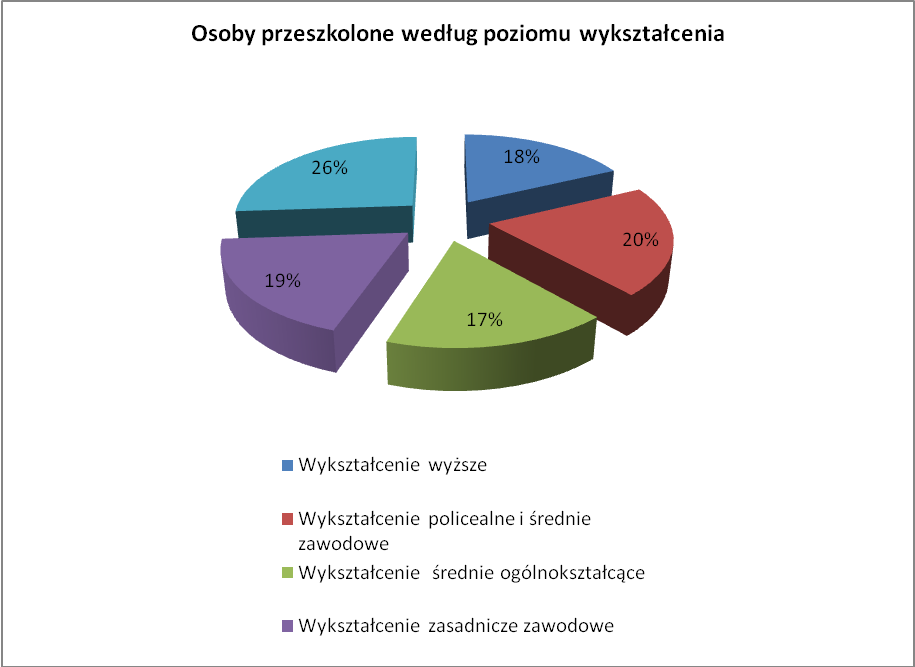 Osoby przeszkolone według poziomu wykształcenia
18%
26%
20%
19%
17%
Wykształcenie wyższe
Wykształcenie policealne i średnie
zawodowe
Wykształcenie średnie ogólnokształcące
Wykształcenie zasadnicze zawodowe